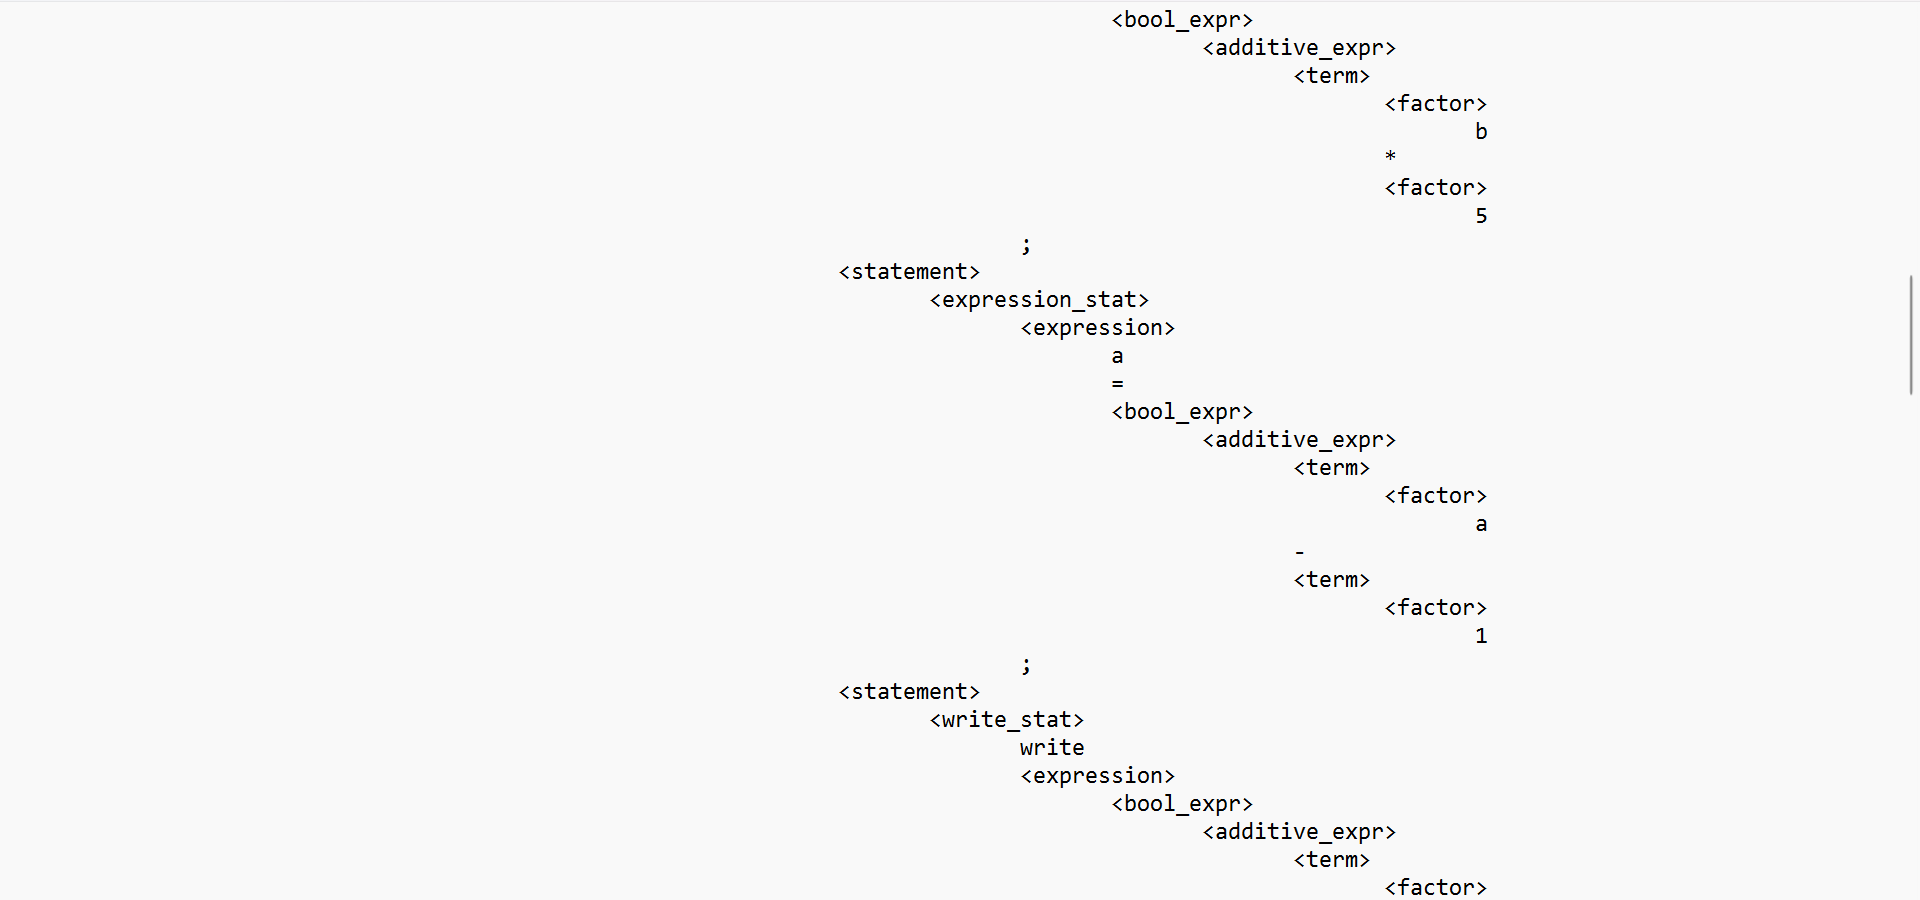 <bool_expr>
<additive_expr>
<term>
<factor>
b
*
<factor>
5
;
<statement>
<expression_stat>
<expression>
a
=
<bool_expr>
<additive_expr>
<term>
<factor>
a
-
<term>
<factor>
1
;
<statement>
<write_stat>
write
<expression>
<bool_expr>
<additive_expr>
<term>
<factor>